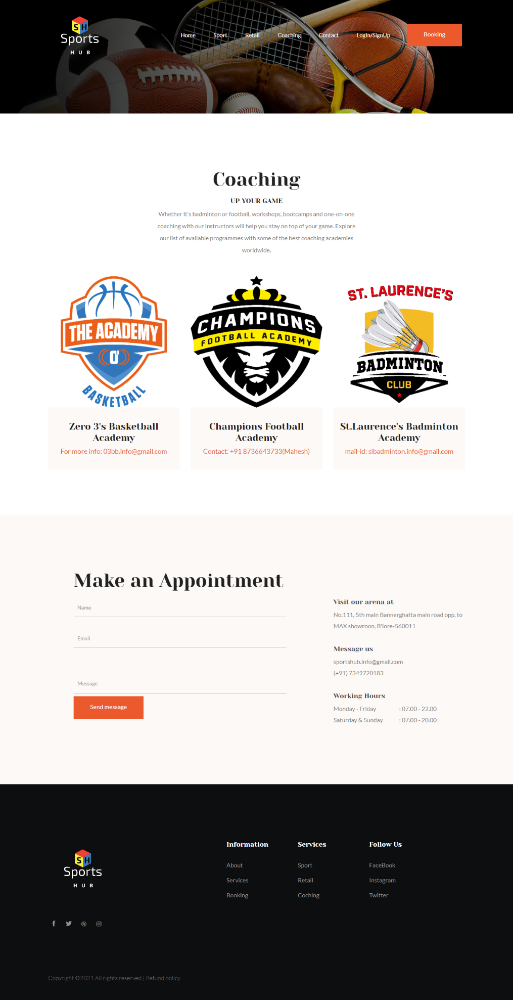 SH
Sports
HUB
Home Sport Retail Coaching Contact LogIn/SignUp Booking
Coaching
UP YOUR GAME
Whether it's badminton or football, workshops, bootcamps and one-on-one
coaching with our instructors will help you stay on top of your game. Explore
our list of available programmes with some of the best coaching academies
worldwide.
THE ACADEMY
03
BASKETBALL
CHAMPIONS
FOOTBALL ACADEMY
ST. LAURENCE'S
BADMINTON
CLUB
Zero 3's Basketball
Academy
For more info: 03bb.info@gmail.com
Champions Football
Academy
Contact: +91 8736643733(Mahesh)
St.Laurence's Badminton
Academy
mail-id: slbadminton.info@gmail.com
Make an Appointment
Name
Email
Message
Send message
Visit our arena at
No.111, 5th main Bannerghatta main road opp. to
MAX showroon, B'lore-560011
Message us
sportshub.info@gmail.com
(+91) 7349720183
Working Hours
Monday - Friday : 07.00 - 22.00
Saturday & Sunday : 07.00 - 20.00
SH
Sports
HUB
Information
About
Services
Booking
Services
Sport
Retail
Coching
Follow Us
FaceBook
Instagram
Twitter
Copyright ©2021 All rights reserved | Refund policy